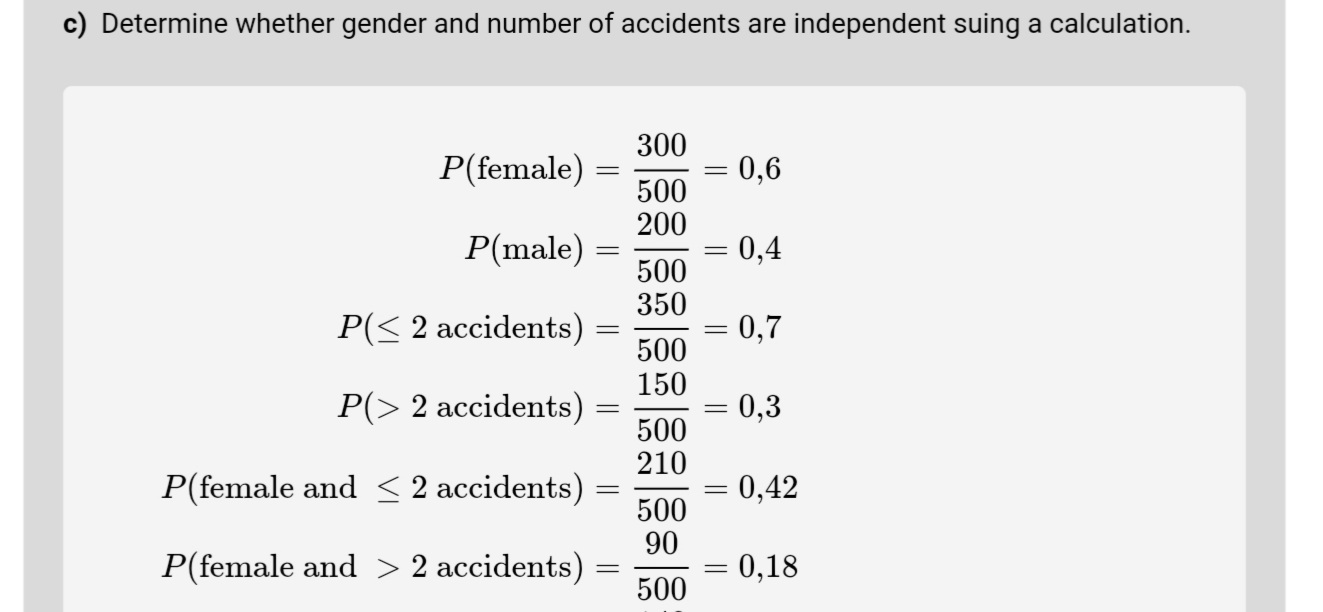 c) Determine whether gender and number of accidents are independent suing a calculation.
P(female) = 300/500 = 0,6
P(male) = 200/500 = 0,4
P(≤ 2 accidents) = 350/500 = 0,7
P(> 2 accidents) = 150/500 = 0,3
P(female and ≤ 2 accidents) = 210/500 = 0,42
P(female and > 2 accidents) = 90/500 = 0,18